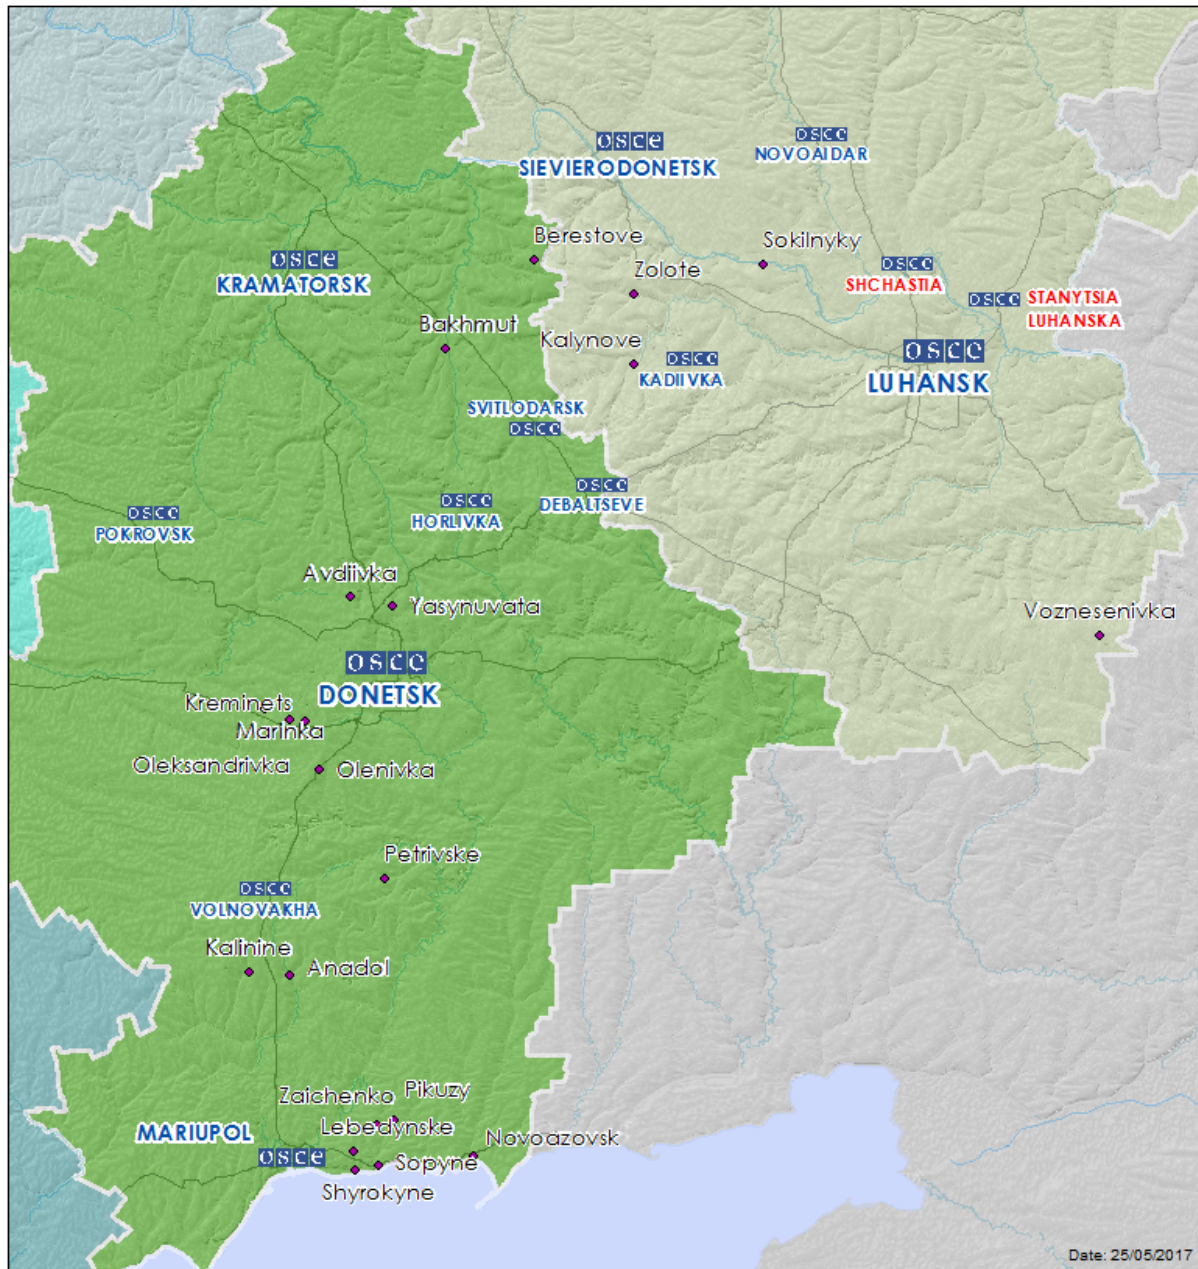 OSCE
SIEVIERODONETSK
OSCE
NOVOAIDAR
Berestove
Sokilnyky
OSCE
KRAMATORSK
Zolote
OSCE
SHCHASTIA
OSCE
STANYTSIA
LUHANSKA
Bakhmut
Kalynove
OSCE
KADIIVKA
OSCE
LUHANSK
SVITLODARSK
OSCE
OSCE
DEBALTSEVE
OSCE
HORLIVKA
OSCE
POKROVSK
Avdiivka
Yasynuvata
Voznesenivka
OSCE
DONETSK
Kreminets
Marinka
Oleksandrivka
Olenivka
Petrivske
OSCE
VOLNOVAKHA
Kalinine
Anadol
Zaichenko
Pikuzy
MARIUPOL
OSCE
Lebedynske
Novoazovsk
Sopyne
Shyrokyne
Date: 25/05/2017